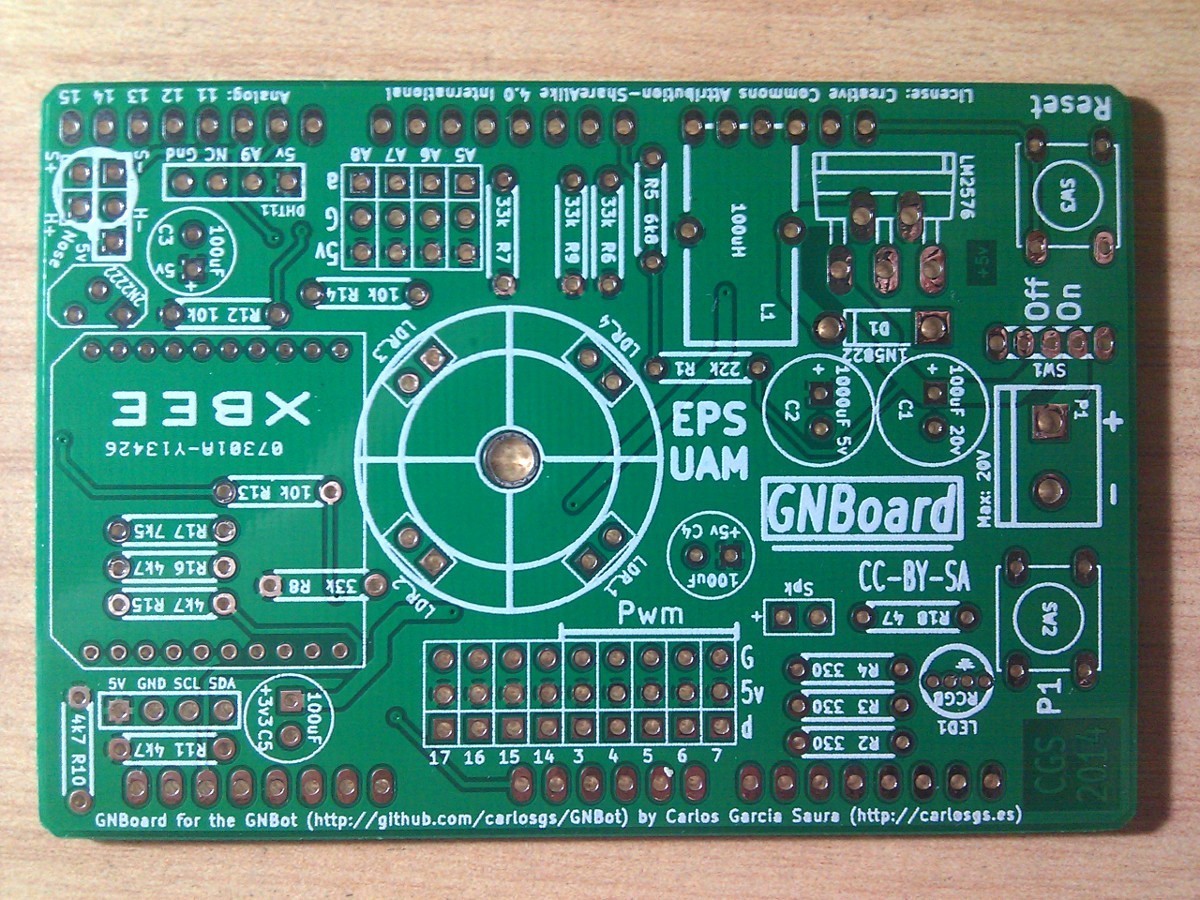 License: Creative Commons Attribution-ShareAlike 4.0 International
Analog: 11 12 13 14 15
Reset
S+
S-
H+
H-
Nose
5v
5v A9 NC Gnd
DHT11
A8 A7 A6 A5
a
G
5v
C3
100uF
5v +
2N2222
R12 10k
10k R14
33k R7
33k R9
33k R6
R5 6k8
100uH
L1
LM2576
SW3
+5v
Off
On
SW1
D1
1N5822
LDR_3
LDR_4
22k R1
+
1000uF 5v
C2
+
100uF 20v
C1
P1
+
-
Max: 20V
XBEE
07301A-Y13426
EPS
UAM
GNBoard
CC-BY-SA
10k R13
R17 7k5
R16 4k7
4k7 R15
33k R8
LDR_2
LDR_1
+5v C4
100uF
Spk
+
R18 47
SW2
P1
Pwm
G
5v
d
17 16 15 14 3 4 5 6 7
R4 330
R3 330
R2 330
RCGB
LED1
5V GND SCL SDA
4k7 R10
R11 4k7
+3v3 C5
100uF
CGS
2014
GNBoard for the GNBot (http://github.com/carlosgs/GNBot) by Carlos Garcia Saura (http://carlosgs.es)